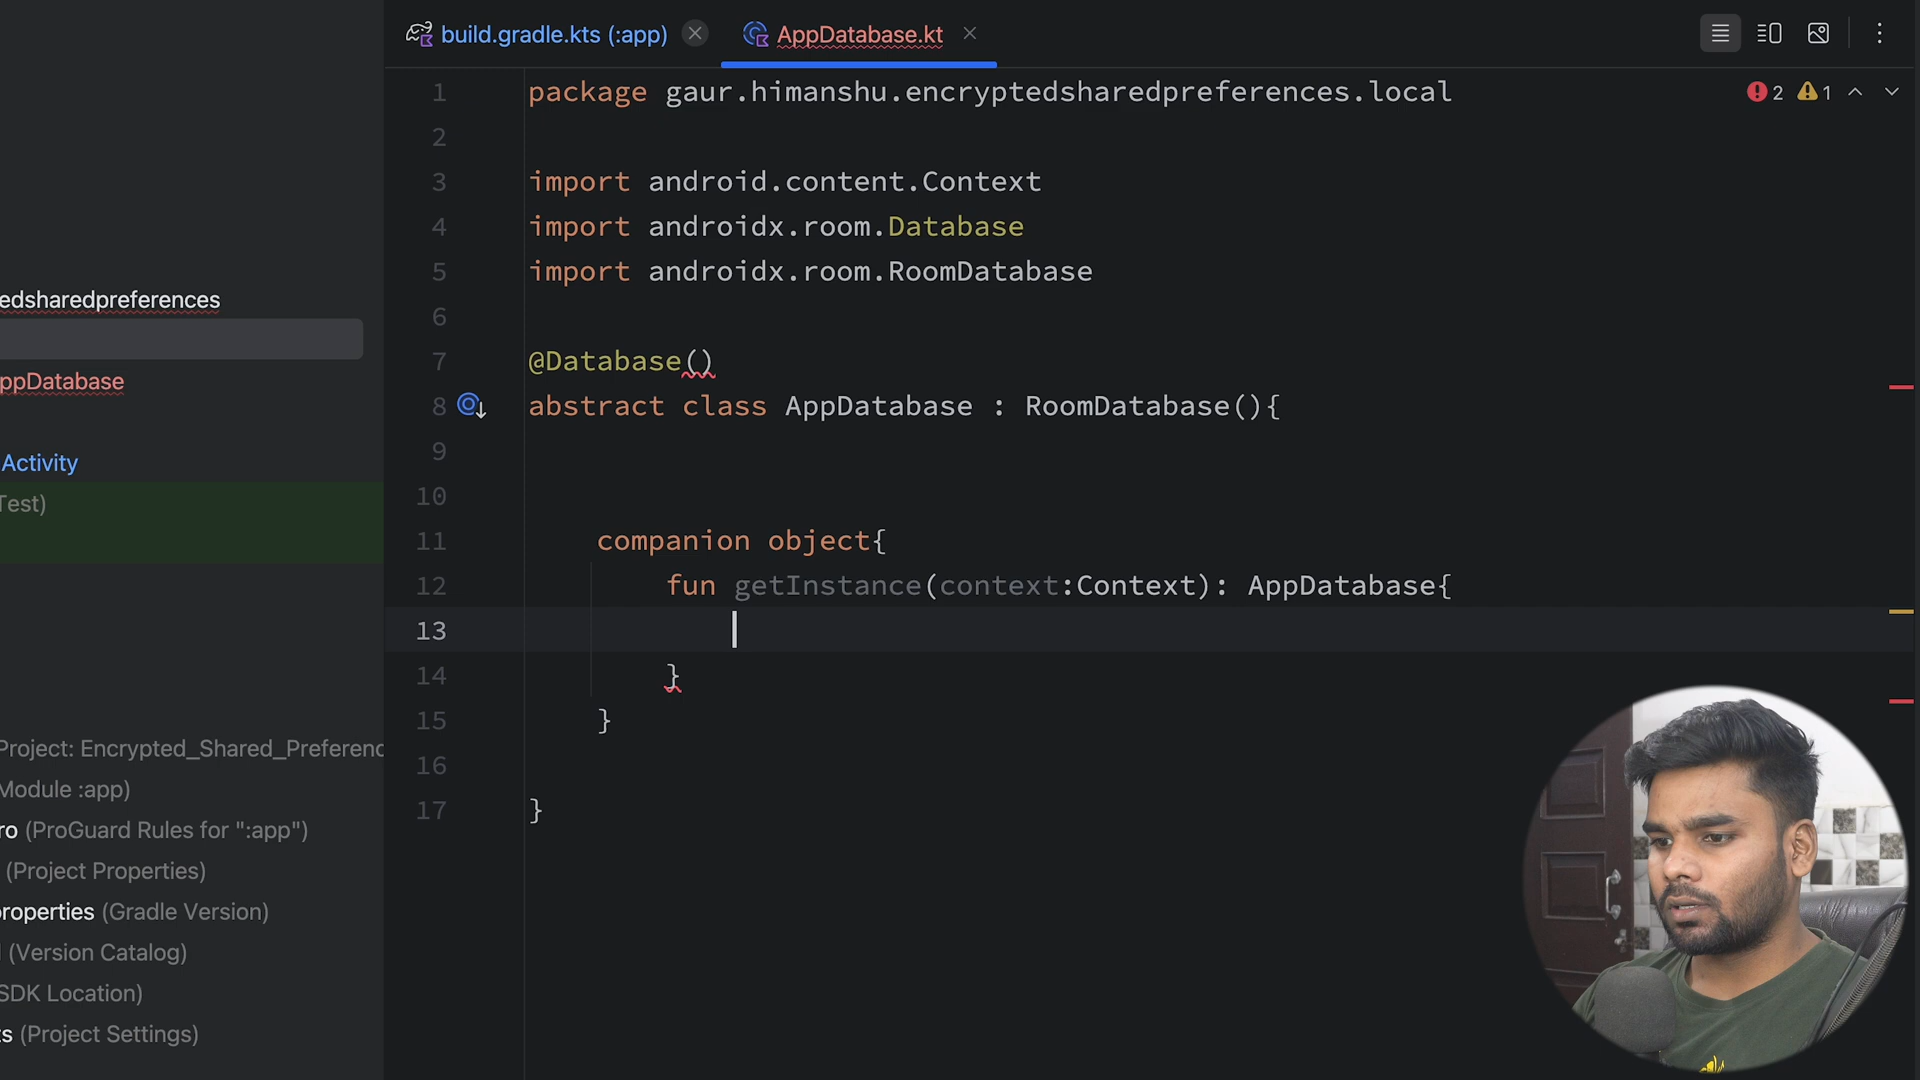 build.gradle.kts (:app)
AppDatabase.kt
2
1
edsharedpreferences
ppDatabase
Activity
Test)
Project: Encrypted_Shared_Preferenc
Module :app)
ro (ProGuard Rules for ":app")
(Project Properties)
properties (Gradle Version)
(Version Catalog)
SDK Location)
ts (Project Settings)
1 package gaur.himanshu.encryptedsharedpreferences.local
2
3 import android.content.Context
4 import androidx.room.Database
5 import androidx.room.RoomDatabase
6
7 @Database()
8 abstract class AppDatabase : RoomDatabase(){
9
10
11 companion object{
12 fun getInstance(context:Context): AppDatabase{
13
14 }
15 }
16
17 }